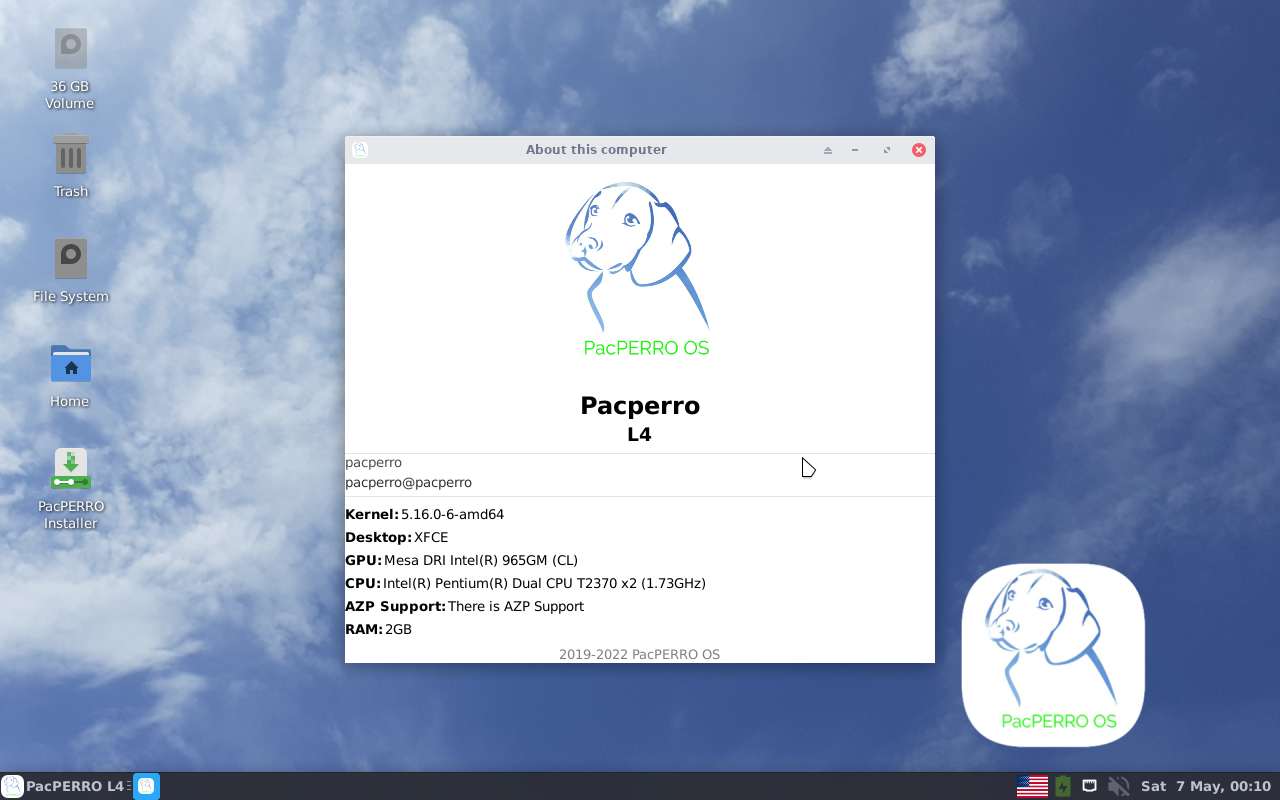 36 GB
Volume
Trash
File System
Home
PacPERRO
Installer
About this computer
PacPERRO OS
Pacperro
L4
pacperro
pacperro@pacperro
Kernel: 5.16.0-6-amd64
Desktop: XFCE
GPU: Mesa DRI Intel(R) 965GM (CL)
CPU: Intel(R) Pentium(R) Dual CPU T2370 x2 (1.73GHz)
AZP Support: There is AZP Support
RAM: 2GB
2019-2022 PacPERRO OS
PacPERRO OS
PacPERRO L4
Sat 7 May, 00:10